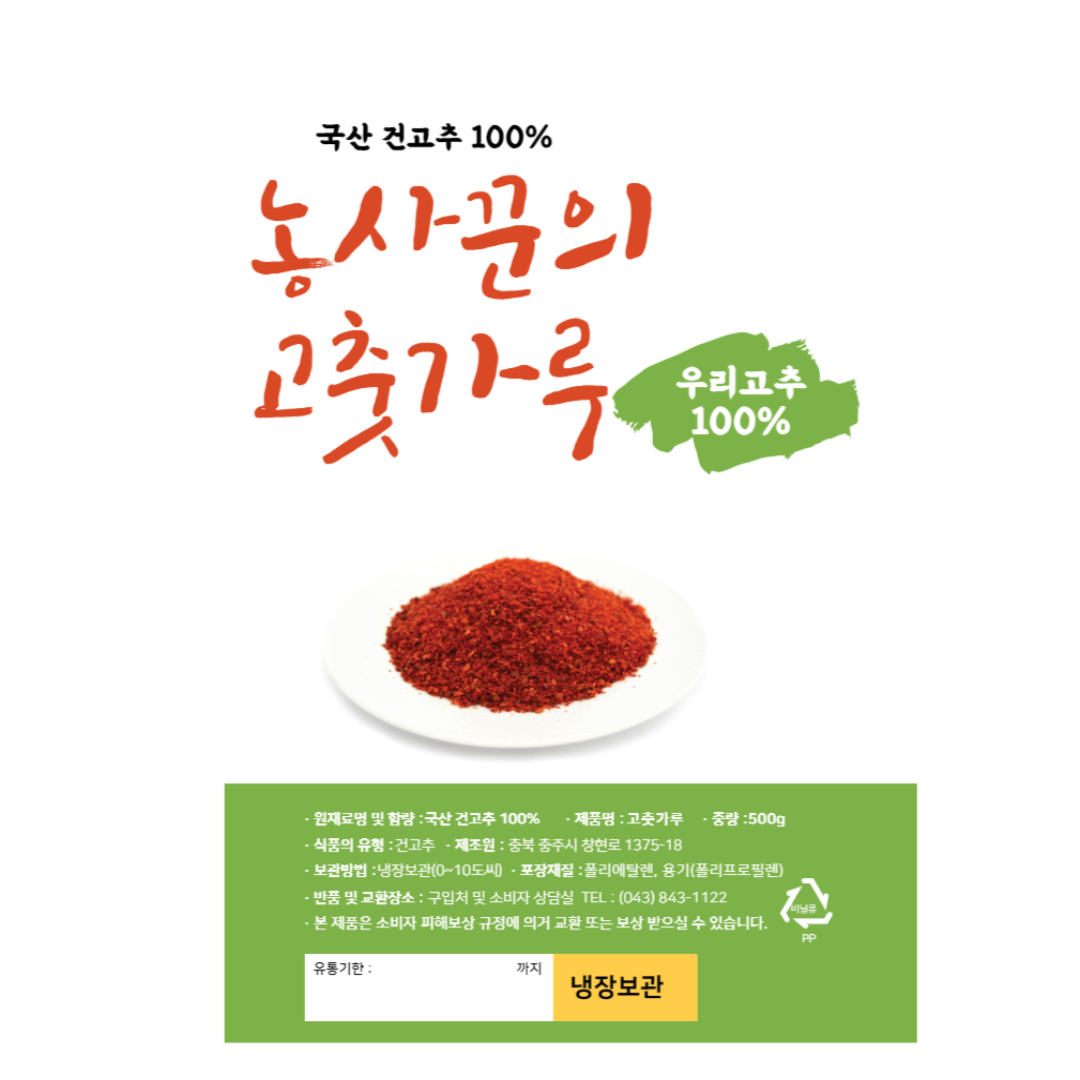 국산 건고추 100%
농사꾼의
고춧가루
우리고추
100%
· 원재료명 및 함량 :국산 건고추 100% · 제품명 : 고춧가루 · 중량 :500g
· 식품의 유형 :건고추 · 제조원 : 충북 충주시 창현로 1375-18
· 보관방법 :냉장보관(0~10도씨) · 포장재질 :폴리에탈렌, 용기(폴리프로필렌)
· 반품 및 교환장소 : 구입처 및 소비자 상담실 TEL : (043) 843-1122
· 본 제품은 소비자 피해보상 규정에 의거 교환 또는 보상 받으실 수 있습니다.
비닐류
PP
유통기한 : 까지
냉장보관